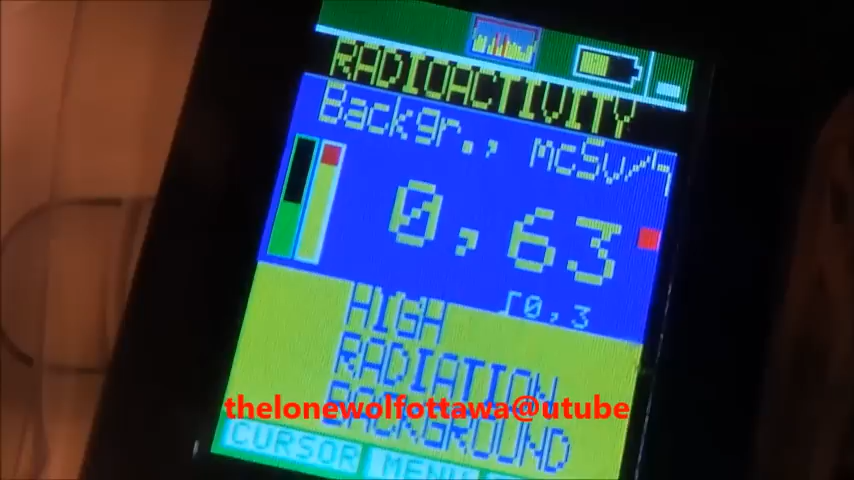 RADIOACTIVITY
Backgr., mcSv/ч
0,63
⌠0,3
HIGH
RADIATION
BACKGROUND
thelonewolfottawa@utube
CURSOR MENU